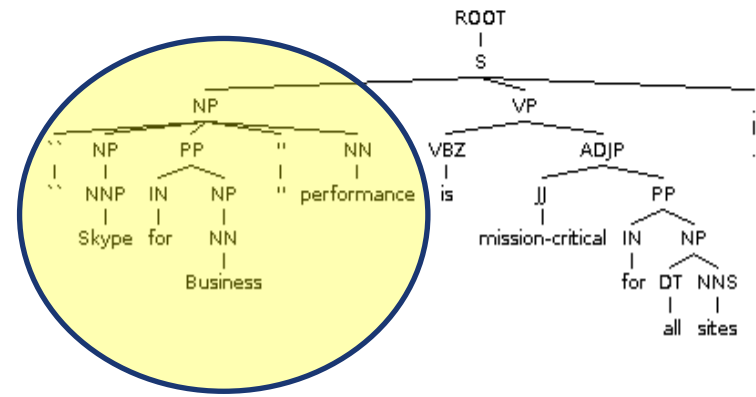 ROOT
S
NP VP .
`` NP PP '' NN VBZ ADJP
`` NNP IN NP '' performance is JJ PP
Skype for NN mission-critical IN NP
Business for DT NNS
all sites